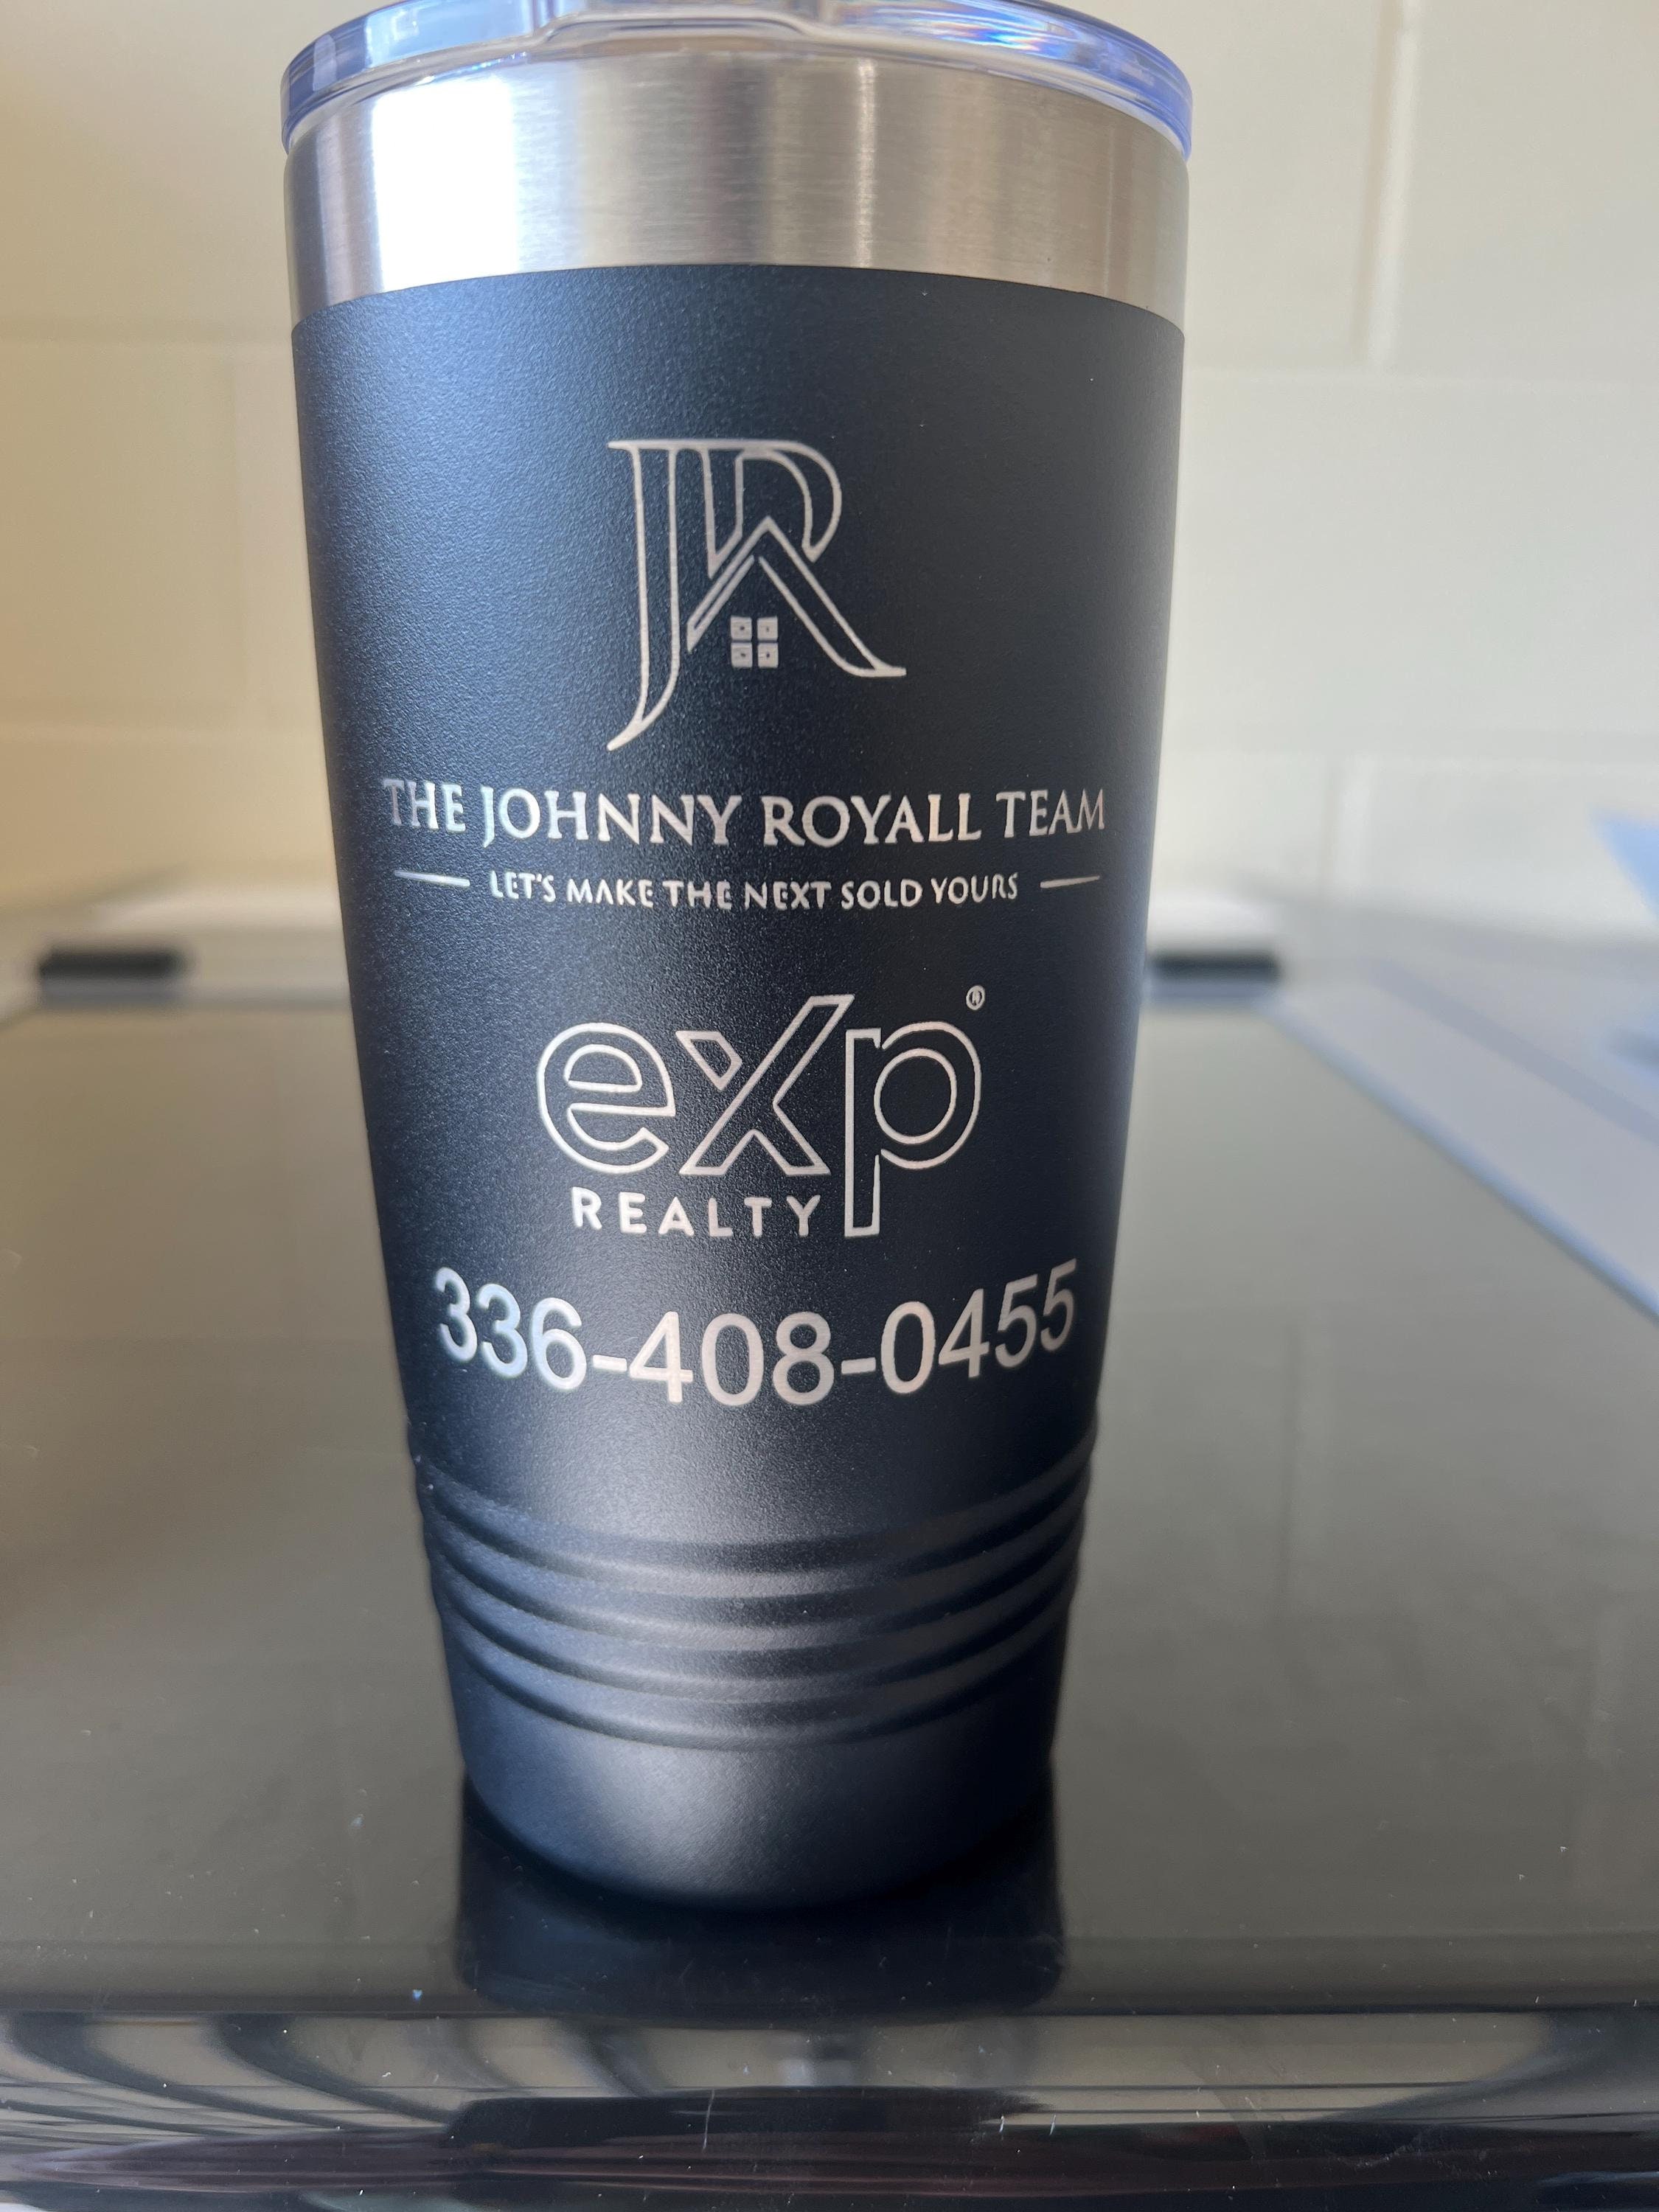 JR
THE JOHNNY ROYALL TEAM
LET'S MAKE THE NEXT SOLD YOURS
exp®
REALTY
336-408-0455